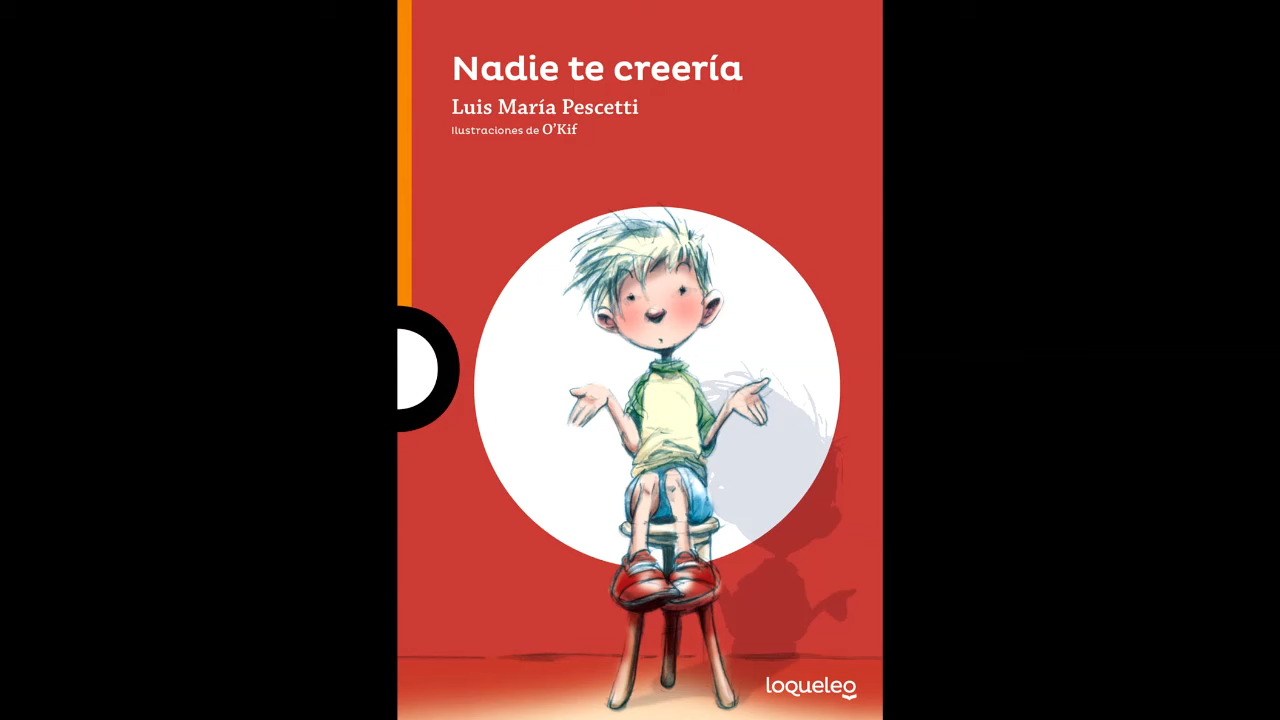 Nadie te creería
Luis María Pescetti
Ilustraciones de O'Kif
loqueleo